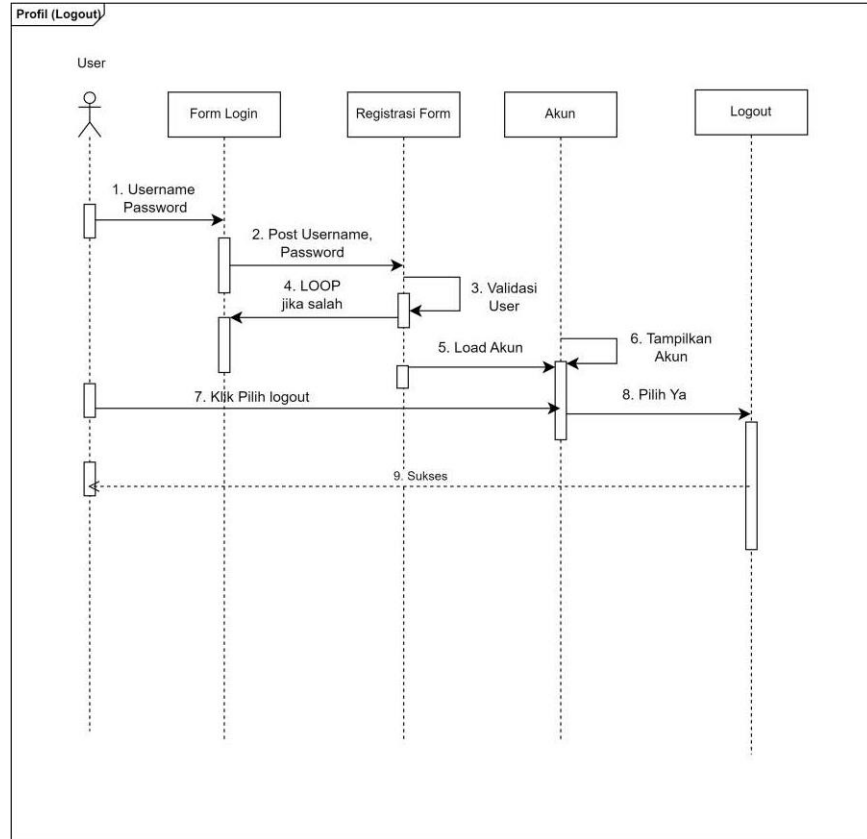 Profil (Logout)
User
Form Login
Registrasi Form
Akun
Logout
1. Username
Password
2. Post Username,
Password
3. Validasi
User
4. LOOP
jika salah
5. Load Akun
6. Tampilkan
Akun
7. Klik Pilih logout
8. Pilih Ya
9. Sukses